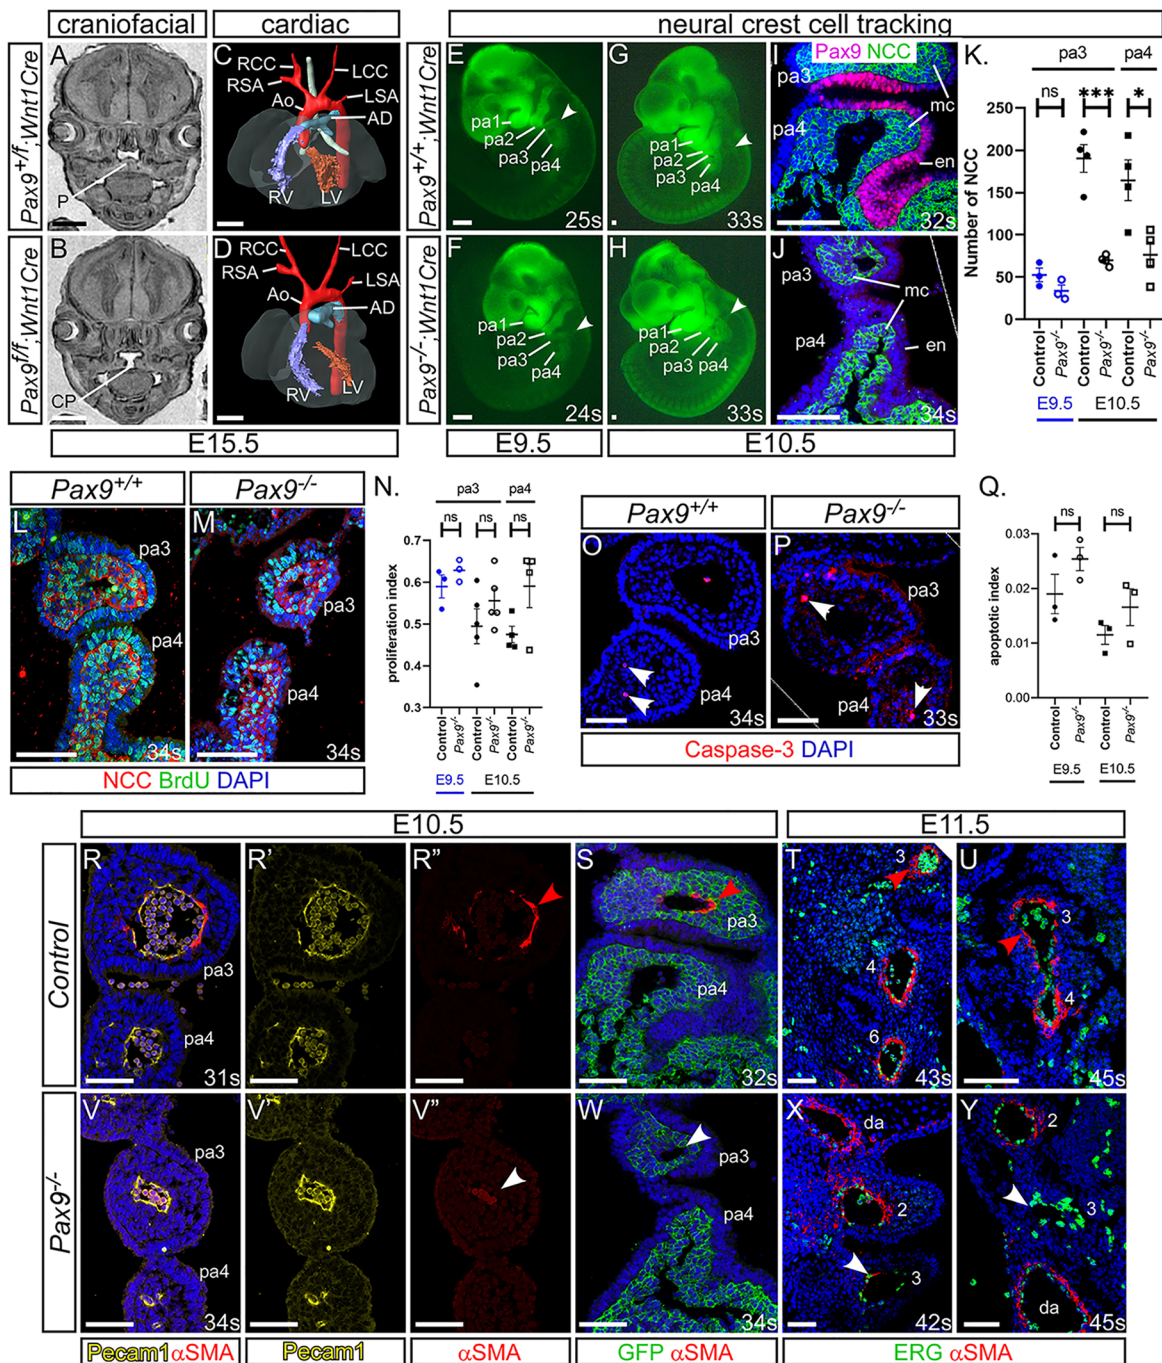 craniofacial
cardiac
neural crest cell tracking
Pax9+/f;Wnt1Cre
Pax9f/f;Wnt1Cre
A
P
B
CP
C
RCC
LCC
RSA
LSA
Ao
AD
RV
LV
D
RCC
LCC
RSA
LSA
Ao
AD
RV
LV
E15.5
Pax9+/+;Wnt1Cre
Pax9-/-;Wnt1Cre
E
pa1
pa2
pa3
pa4
25s
F
pa1
pa2
pa3
pa4
24s
E9.5
G
pa1
pa2
pa3
pa4
33s
H
pa1
pa2
pa3
pa4
33s
I
Pax9 NCC
pa3
mc
pa4
en
32s
J
pa3
mc
pa4
en
34s
E10.5
K.
pa3
pa4
ns
***
*
Number of NCC
250
200
150
100
50
0
Control
Pax9-/-
Control
Pax9-/-
Control
Pax9-/-
E9.5
E10.5
Pax9+/+
Pax9-/-
L
pa3
pa4
34s
M
pa3
pa4
34s
NCC BrdU DAPI
N.
pa3
pa4
ns
ns
ns
proliferation index
0.7
0.6
0.5
0.4
0.3
Control
Pax9-/-
Control
Pax9-/-
Control
Pax9-/-
E9.5
E10.5
Pax9+/+
Pax9-/-
O
pa3
pa4
34s
P
pa3
pa4
33s
Caspase-3 DAPI
Q.
ns
ns
apoptotic index
0.03
0.02
0.01
0.00
Control
Pax9-/-
Control
Pax9-/-
E9.5
E10.5
E10.5
E11.5
Control
R
pa3
pa4
31s
R'
R"
S
pa3
pa4
32s
T
3
4
6
43s
U
3
4
45s
Pax9-/-
V
pa3
pa4
34s
V'
V"
W
pa3
pa4
34s
X
da
2
3
42s
Y
2
3
da
45s
Pecam1 αSMA
Pecam1
αSMA
GFP αSMA
ERG αSMA